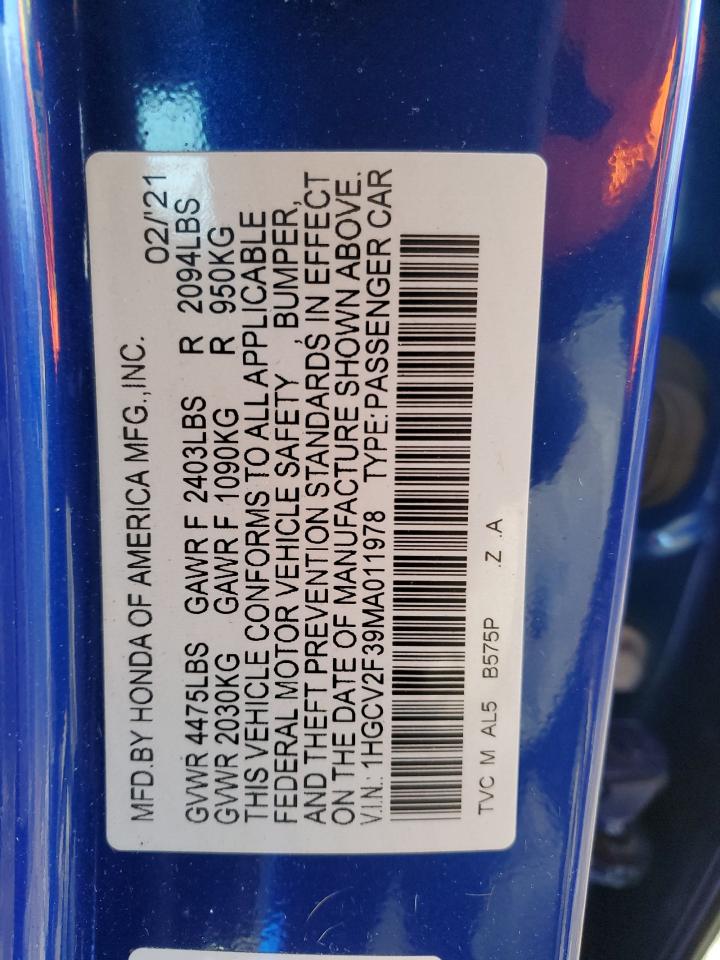 MFD.BY HONDA OF AMERICA MFG.,INC. 02/'21
GVWR 4475LBS GAWR F 2403LBS R 2094LBS
GVWR 2030KG GAWR F 1090KG R 950KG
THIS VEHICLE CONFORMS TO ALL APPLICABLE
FEDERAL MOTOR VEHICLE SAFETY , BUMPER,
AND THEFT PREVENTION STANDARDS IN EFFECT
ON THE DATE OF MANUFACTURE SHOWN ABOVE.
V.I.N.: 1HGCV2F39MA011978 TYPE:PASSENGER CAR
TVC M AL5 B575P .Z .A